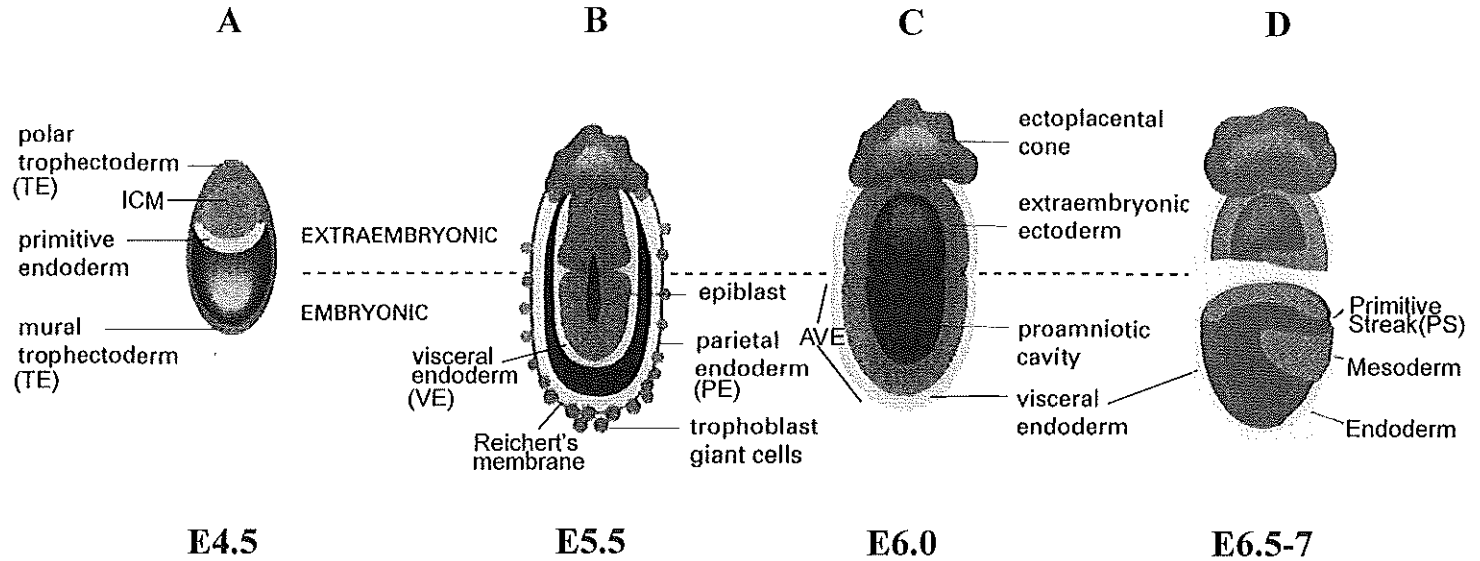 A
B
C
D
polar
trophectoderm
(TE)
ICM
primitive
endoderm
mural
trophectoderm
(TE)
EXTRAEMBRYONIC
EMBRYONIC
visceral
endoderm
(VE)
Reichert's
membrane
epiblast
parietal
endoderm
(PE)
trophoblast
giant cells
AVE
ectoplacental
cone
extraembryonic
ectoderm
proamniotic
cavity
visceral
endoderm
Primitive
Streak(PS)
Mesoderm
Endoderm
E4.5
E5.5
E6.0
E6.5-7